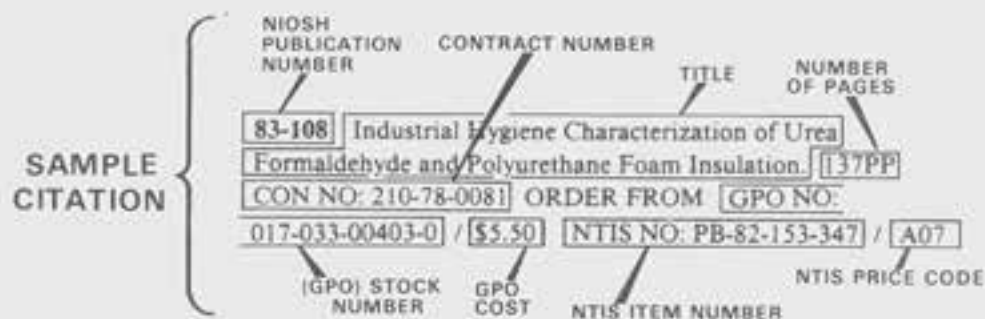 NIOSH
PUBLICATION
NUMBER
CONTRACT NUMBER
TITLE
NUMBER
OF PAGES
SAMPLE
CITATION
83-108 Industrial Hygiene Characterization of Urea
Formaldehyde and Polyurethane Foam Insulation. 137PP
CON NO: 210-78-0081 ORDER FROM GPO NO:
017-033-00403-0 / $5.50 NTIS NO: PB-82-153-347 / A07
(GPO) STOCK
NUMBER
GPO
COST
NTIS ITEM NUMBER
NTIS PRICE CODE